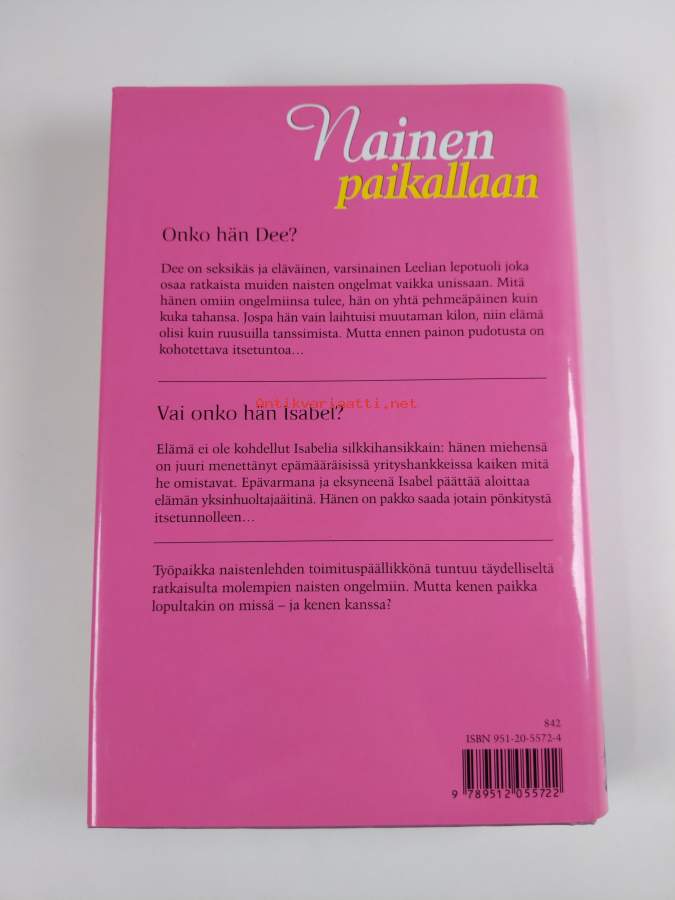 Nainen
paikallaan
Onko hän Dee?
Dee on seksikäs ja eläväinen, varsinainen Leelian lepotuoli joka
osaa ratkaista muiden naisten ongelmat vaikka unissaan. Mitä
hänen omiin ongelmiinsa tulee, hän on yhtä pehmeäpäinen kuin
kuka tahansa. Jospa hän vain laihtuisi muutaman kilon, niin elämä
olisi kuin ruusuilla tanssimista. Mutta ennen painon pudotusta on
kohotettava itsetuntoa…
Antikvariaatti.net
Vai onko hän Isabel?
Elämä ei ole kohdellut Isabelia silkkihansikkain: hänen miehensä
on juuri menettänyt epämääräisissä yrityshankkeissa kaiken mitä
he omistavat. Epävarmana ja eksyneenä Isabel päättää aloittaa
elämän yksinhuoltajaäitinä. Hänen on pakko saada jotain pönkitystä
itsetunnolleen…
Työpaikka naistenlehden toimituspäällikkönä tuntuu täydelliseltä
ratkaisulta molempien naisten ongelmiin. Mutta kenen paikka
lopultakin on missä – ja kenen kanssa?
842
ISBN 951-20-5572-4
9 789512 055722